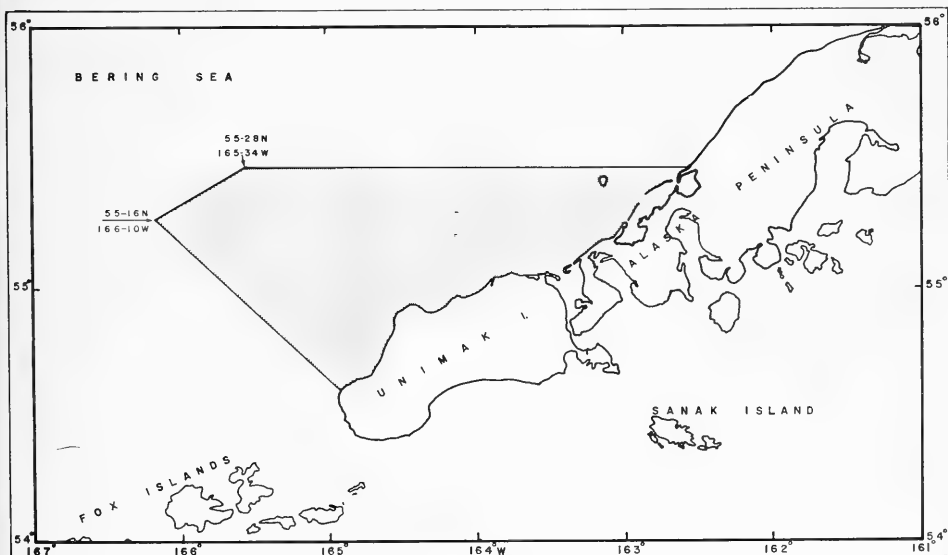 56°
56°
BERING SEA
55-28N
165-34W
55-16N
166-10W
ALASKA PENINSULA
55°
55°
UNIMAK I.
SANAK ISLAND
FOX ISLANDS
54°
54°
167°
166°
165°
164°W
163°
162°
161°